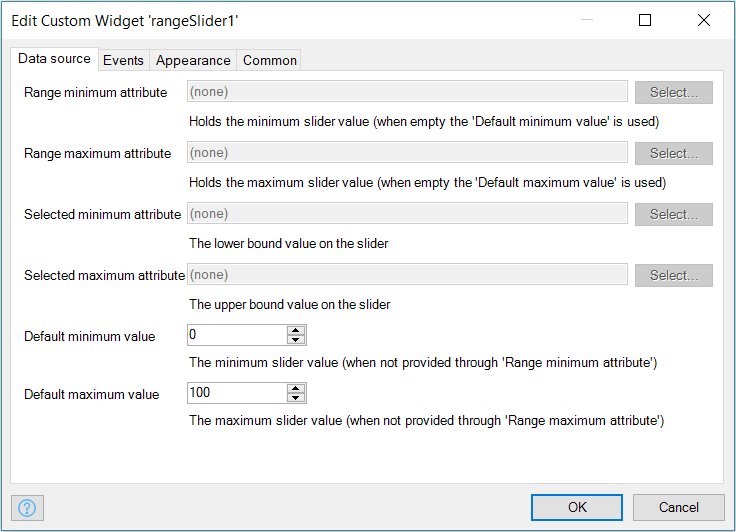 Edit Custom Widget 'rangeSlider1'
Data source Events Appearance Common
Range minimum attribute (none) Select...
Holds the minimum slider value (when empty the 'Default minimum value' is used)
Range maximum attribute (none) Select...
Holds the maximum slider value (when empty the 'Default maximum value' is used)
Selected minimum attribute (none) Select...
The lower bound value on the slider
Selected maximum attribute (none) Select...
The upper bound value on the slider
Default minimum value 0
The minimum slider value (when not provided through 'Range minimum attribute')
Default maximum value 100
The maximum slider value (when not provided through 'Range maximum attribute')
? OK Cancel